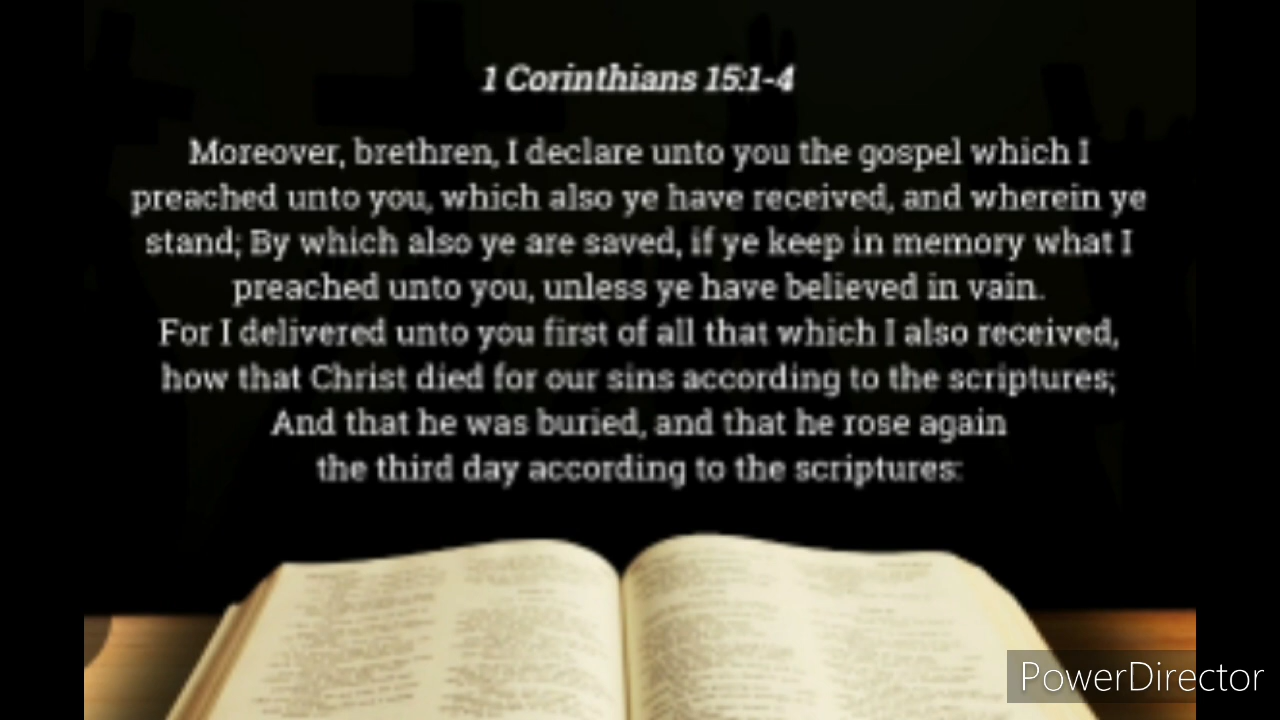 1 Corinthians 15:1-4
Moreover, brethren, I declare unto you the gospel which I
preached unto you, which also ye have received, and wherein ye
stand; By which also ye are saved, if ye keep in memory what I
preached unto you, unless ye have believed in vain.
For I delivered unto you first of all that which I also received,
how that Christ died for our sins according to the scriptures;
And that he was buried, and that he rose again
the third day according to the scriptures:
PowerDirector